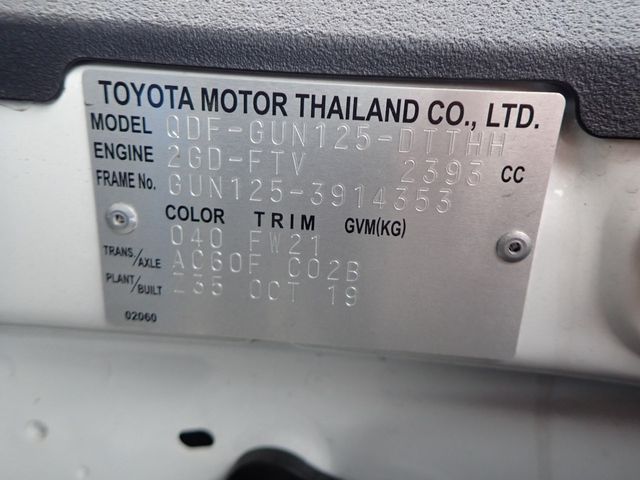 TOYOTA MOTOR THAILAND CO., LTD.
MODEL QDF-GUN125-DTTHH
ENGINE 2GD-FTV 2393 CC
FRAME No. GUN125-3914353
COLOR TRIM GVM(KG)
040 FW21
TRANS/AXLE AC60F C02B
PLANT/BUILT Z35 OCT 19
02060